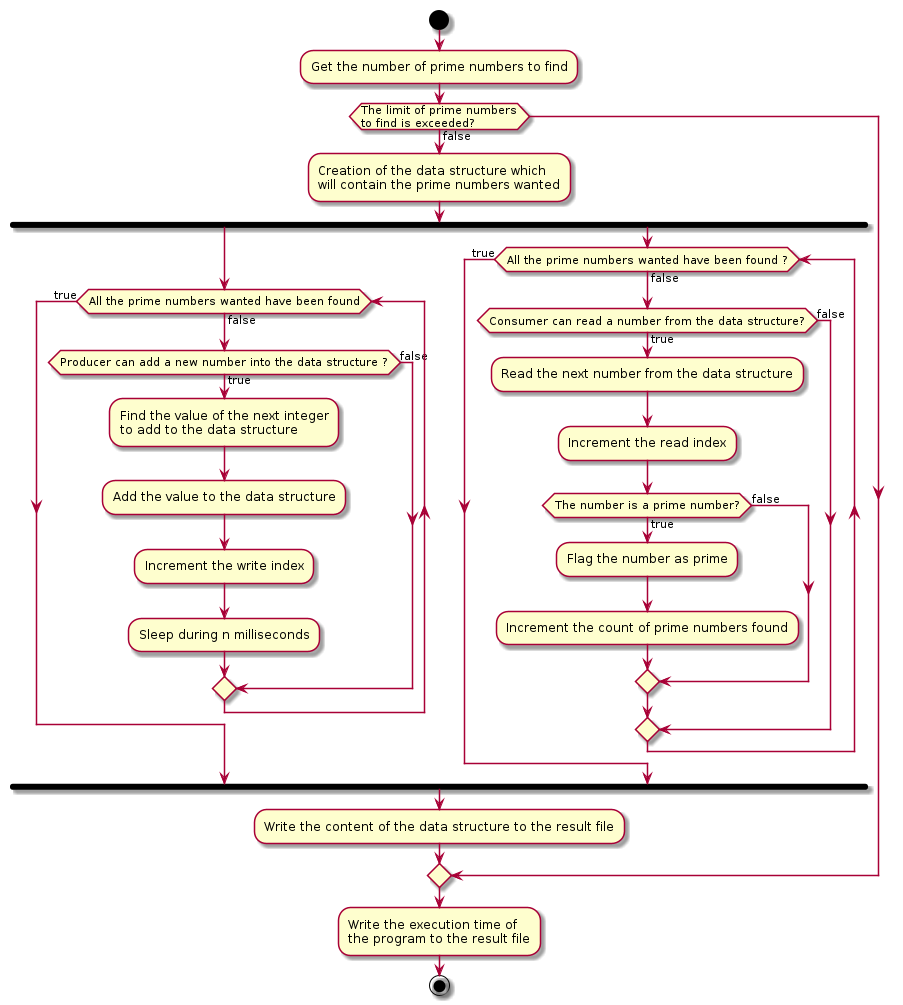 Get the number of prime numbers to find
The limit of prime numbers
to find is exceeded?
false
Creation of the data structure which
will contain the prime numbers wanted
true
All the prime numbers wanted have been found
false
Producer can add a new number into the data structure ?
false
true
Find the value of the next integer
to add to the data structure
Add the value to the data structure
Increment the write index
Sleep during n milliseconds
true
All the prime numbers wanted have been found ?
false
Consumer can read a number from the data structure?
false
true
Read the next number from the data structure
Increment the read index
The number is a prime number?
false
true
Flag the number as prime
Increment the count of prime numbers found
Write the content of the data structure to the result file
Write the execution time of
the program to the result file